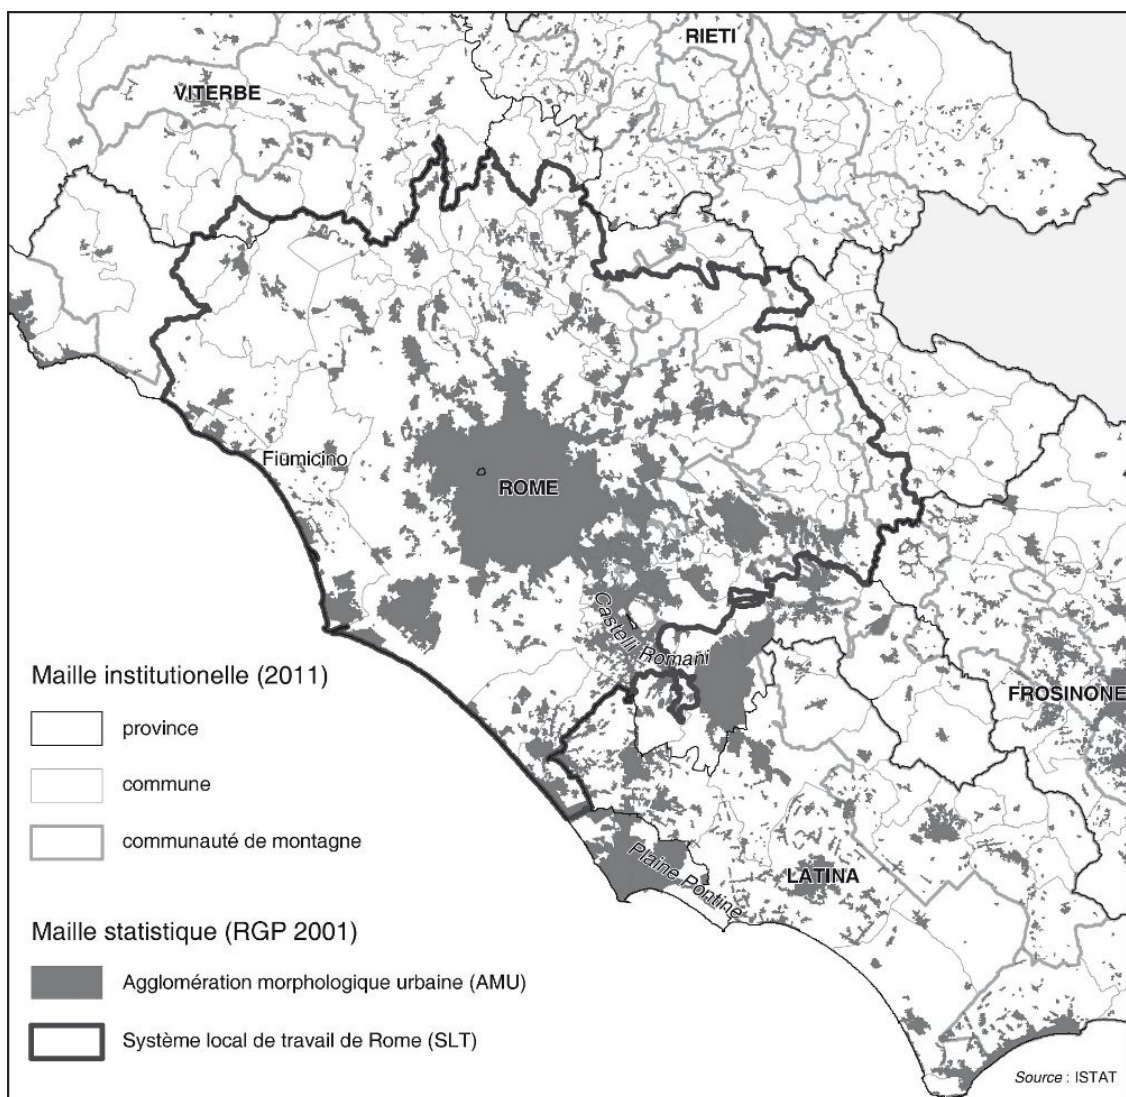 RIETI
VITERBE
Fiumicino
ROME
Castelli Romani
FROSINONE
Plaine Pontine
LATINA
Maille institutionelle (2011)
province
commune
communauté de montagne
Maille statistique (RGP 2001)
Agglomération morphologique urbaine (AMU)
Système local de travail de Rome (SLT)
Source : ISTAT